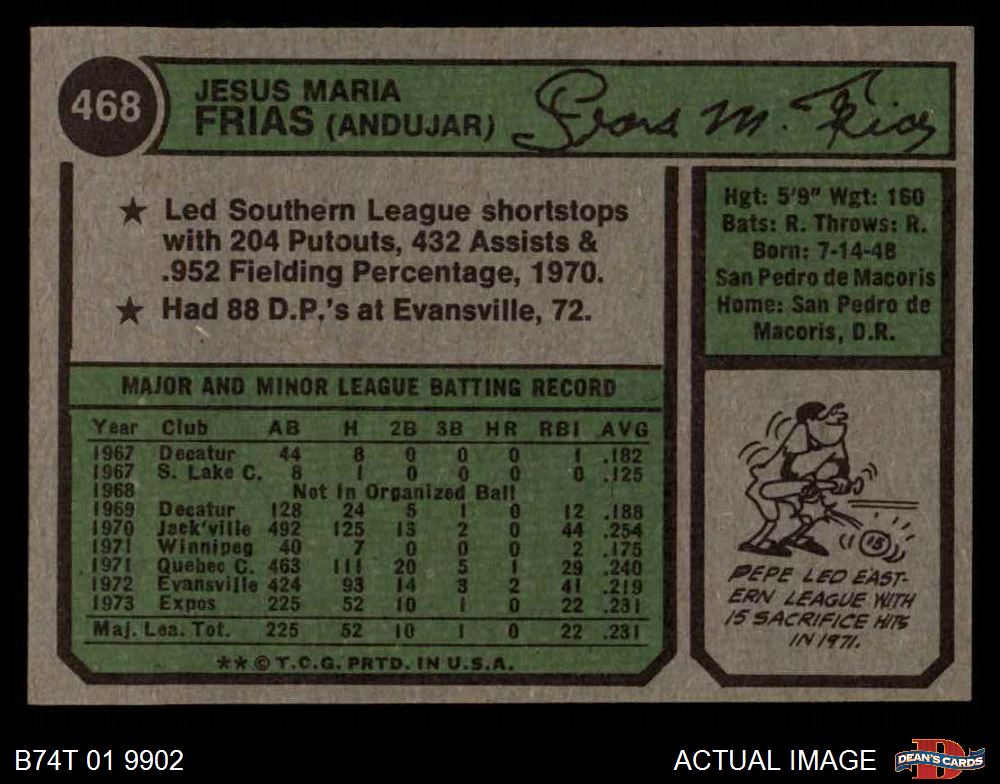 468
JESUS MARIA
FRIAS (ANDUJAR)
Jesus M. Frias
★ Led Southern League shortstops
with 204 Putouts, 432 Assists &
.952 Fielding Percentage, 1970.
★ Had 88 D.P.'s at Evansville, 72.
Hgt: 5'9" Wgt: 160
Bats: R. Throws: R.
Born: 7-14-48
San Pedro de Macoris
Home: San Pedro de
Macoris, D.R.
MAJOR AND MINOR LEAGUE BATTING RECORD
Year Club AB H 2B 3B HR RBI AVG
1967 Decatur 44 8 0 0 0 1 .182
1967 S. Lake C. 8 1 0 0 0 0 .125
1968 Not In Organized Ball
1969 Decatur 128 24 5 1 0 12 .188
1970 Jack'ville 492 125 13 2 0 44 .254
1971 Winnipeg 40 7 0 0 0 2 .175
1971 Quebec C. 463 111 20 5 1 29 .240
1972 Evansville 424 93 14 3 2 41 .219
1973 Expos 225 52 10 1 0 22 .231
Maj. Lea. Tot. 225 52 10 1 0 22 .231
**©T.C.G. PRTD. IN U.S.A.
15
PEPE LED EAST-
ERN LEAGUE WITH
15 SACRIFICE HITS
IN 1971.
B74T 01 9902
ACTUAL IMAGE
D
DEAN'S CARDS